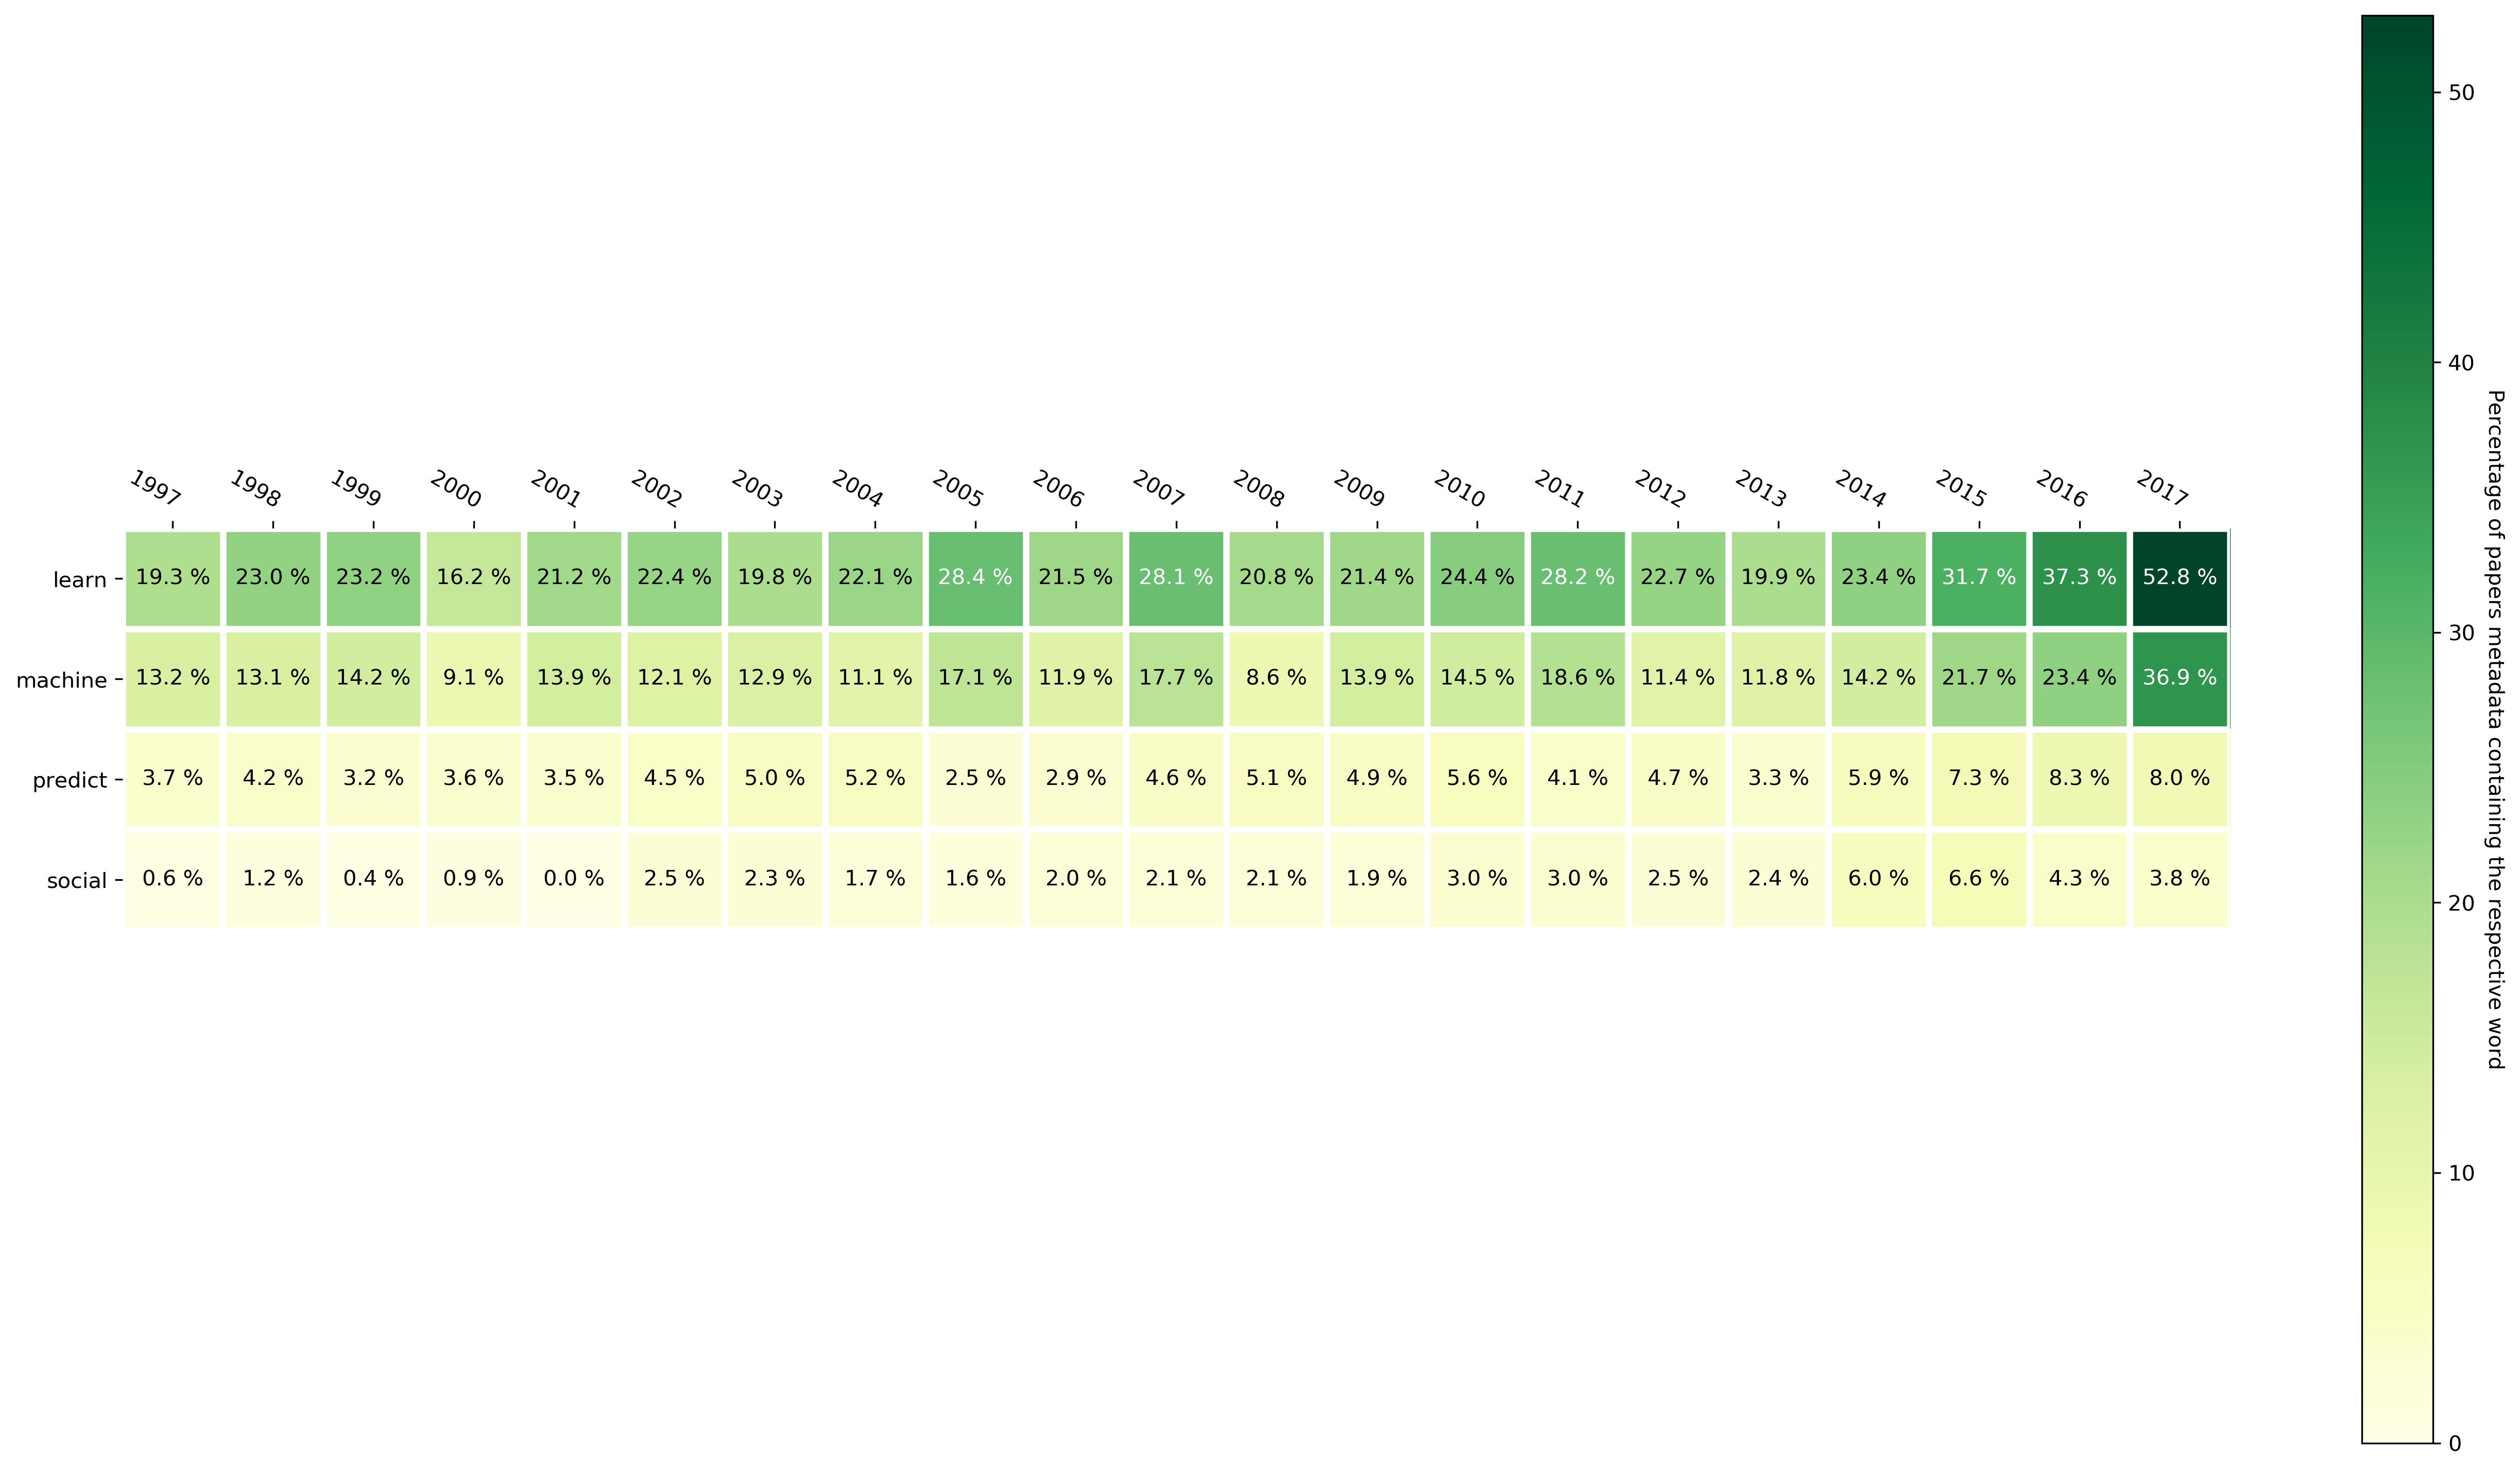 1997 1998 1999 2000 2001 2002 2003 2004 2005 2006 2007 2008 2009 2010 2011 2012 2013 2014 2015 2016 2017
learn 19.3 % 23.0 % 23.2 % 16.2 % 21.2 % 22.4 % 19.8 % 22.1 % 28.4 % 21.5 % 28.1 % 20.8 % 21.4 % 24.4 % 28.2 % 22.7 % 19.9 % 23.4 % 31.7 % 37.3 % 52.8 %
machine 13.2 % 13.1 % 14.2 % 9.1 % 13.9 % 12.1 % 12.9 % 11.1 % 17.1 % 11.9 % 17.7 % 8.6 % 13.9 % 14.5 % 18.6 % 11.4 % 11.8 % 14.2 % 21.7 % 23.4 % 36.9 %
predict 3.7 % 4.2 % 3.2 % 3.6 % 3.5 % 4.5 % 5.0 % 5.2 % 2.5 % 2.9 % 4.6 % 5.1 % 4.9 % 5.6 % 4.1 % 4.7 % 3.3 % 5.9 % 7.3 % 8.3 % 8.0 %
social 0.6 % 1.2 % 0.4 % 0.9 % 0.0 % 2.5 % 2.3 % 1.7 % 1.6 % 2.0 % 2.1 % 2.1 % 1.9 % 3.0 % 3.0 % 2.5 % 2.4 % 6.0 % 6.6 % 4.3 % 3.8 %
50
40
30
20
10
0
Percentage of papers metadata containing the respective word